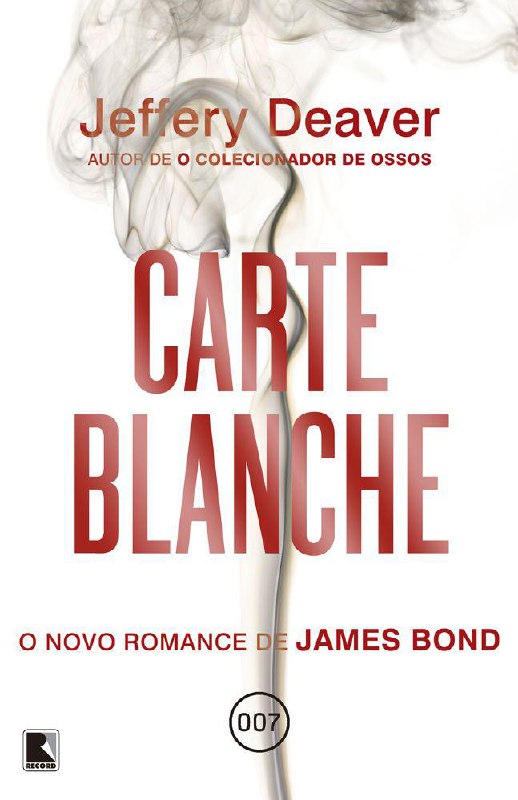 Jeffery Deaver
AUTOR DE O COLECIONADOR DE OSSOS
CARTE
BLANCHE
O NOVO ROMANCE DE JAMES BOND
007
RECORD